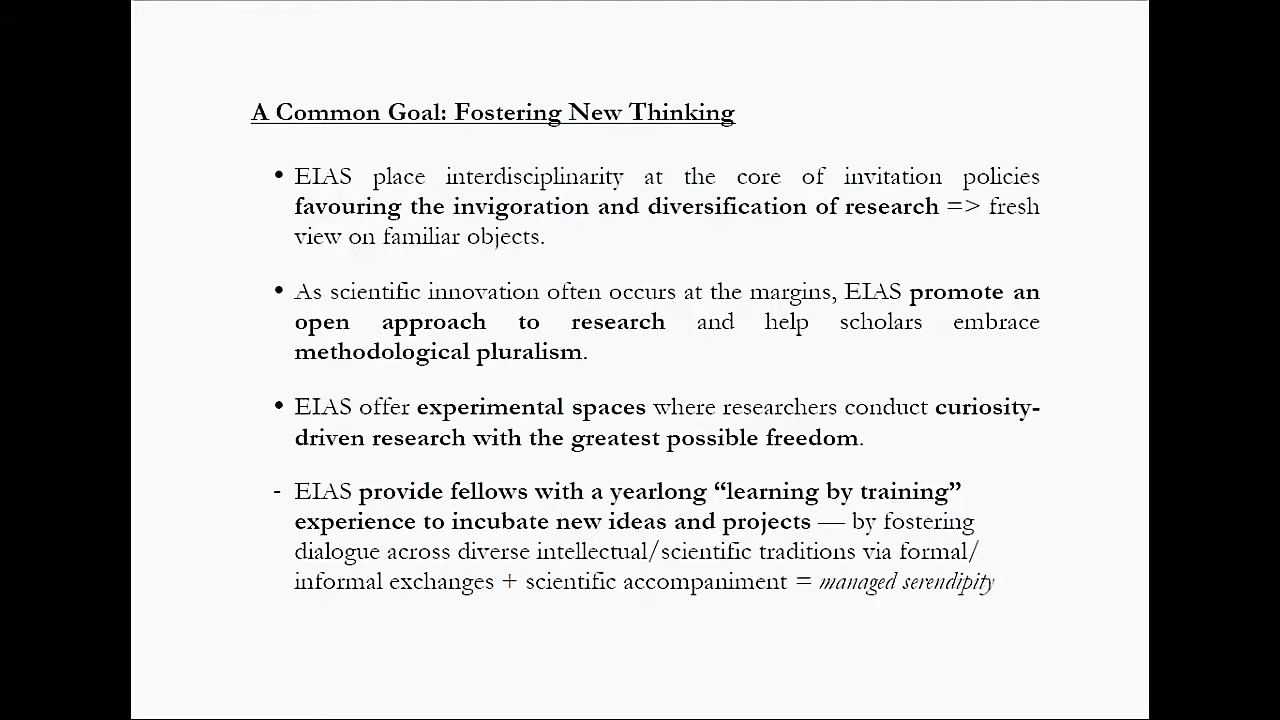 A Common Goal: Fostering New Thinking
• EIAS place interdisciplinarity at the core of invitation policies
favouring the invigoration and diversification of research => fresh
view on familiar objects.
• As scientific innovation often occurs at the margins, EIAS promote an
open approach to research and help scholars embrace
methodological pluralism.
• EIAS offer experimental spaces where researchers conduct curiosity-
driven research with the greatest possible freedom.
- EIAS provide fellows with a yearlong “learning by training”
experience to incubate new ideas and projects — by fostering
dialogue across diverse intellectual/scientific traditions via formal/
informal exchanges + scientific accompaniment = managed serendipity